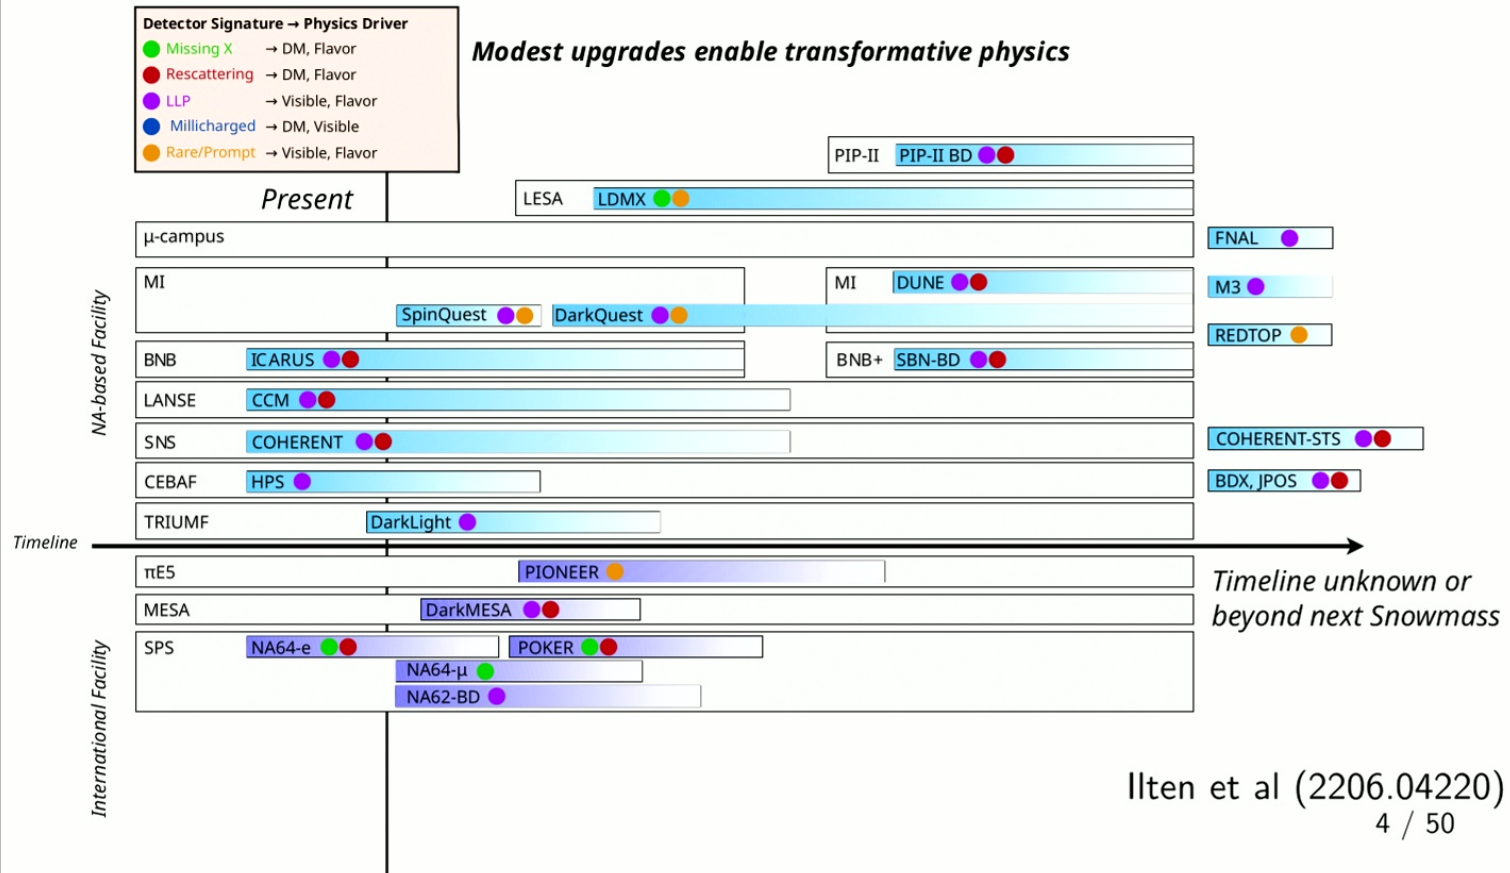 Detector Signature → Physics Driver
Missing X → DM, Flavor
Rescattering → DM, Flavor
LLP → Visible, Flavor
Millicharged → DM, Visible
Rare/Prompt → Visible, Flavor
Modest upgrades enable transformative physics
Present
PIP-II PIP-II BD
LESA LDMX
μ-campus
FNAL
MI
MI DUNE
M3
SpinQuest DarkQuest
REDTOP
BNB ICARUS
BNB+ SBN-BD
LANSE CCM
SNS COHERENT
COHERENT-STS
CEBAF HPS
BDX, JPOS
TRIUMF DarkLight
NA-based Facility
Timeline
πE5 PIONEER
Timeline unknown or
beyond next Snowmass
MESA DarkMESA
SPS NA64-e POKER
NA64-μ
NA62-BD
International Facility
Ilten et al (2206.04220)
4 / 50